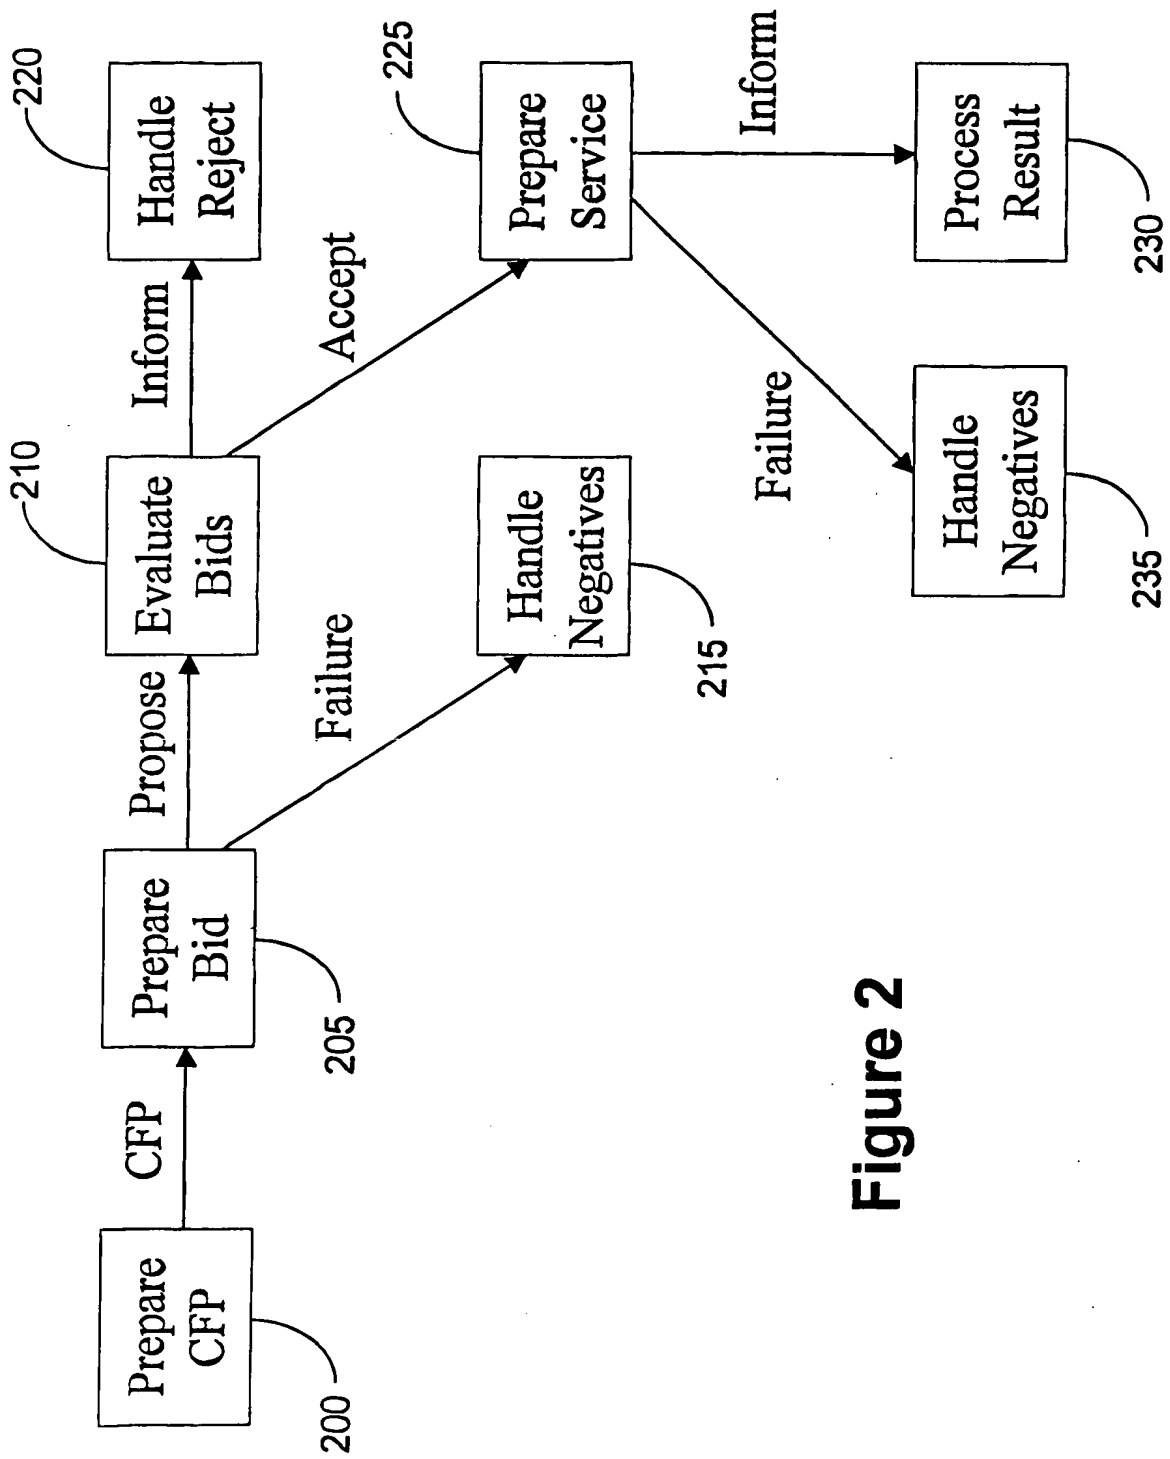 Prepare
CFP
200
CFP
Prepare
Bid
205
Propose
Failure
Evaluate
Bids
210
Handle
Negatives
215
Inform
Accept
Handle
Reject
220
Prepare
Service
225
Failure
Inform
Handle
Negatives
235
Process
Result
230
Figure 2